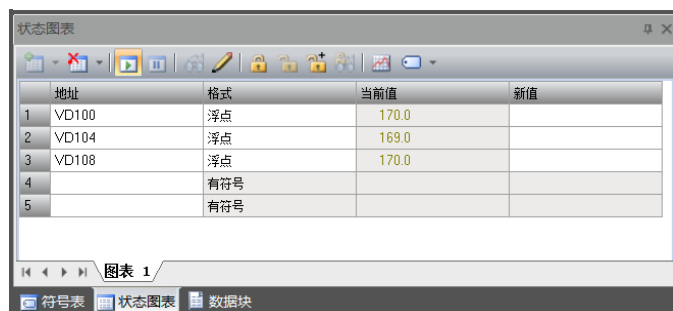 状态图表
地址 格式 当前值 新值
1 VD100 浮点 170.0
2 VD104 浮点 169.0
3 VD108 浮点 170.0
4 有符号
5 有符号
图表 1
符号表 状态图表 数据块